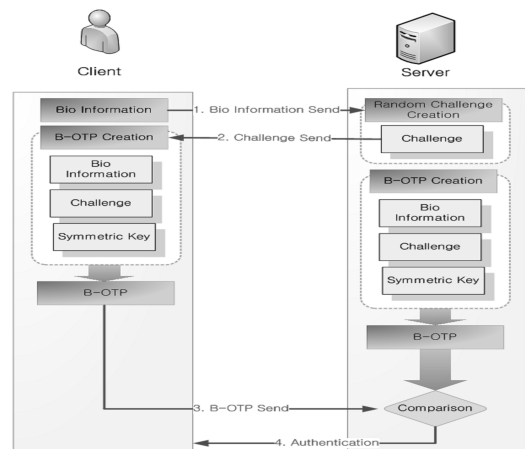 Client
Server
Bio Information
1. Bio Information Send
Random Challenge
Creation
B-OTP Creation
2. Challenge Send
Challenge
Bio
Information
Challenge
Symmetric Key
B-OTP
B-OTP Creation
Bio
Information
Challenge
Symmetric Key
B-OTP
3. B-OTP Send
Comparison
4. Authentication